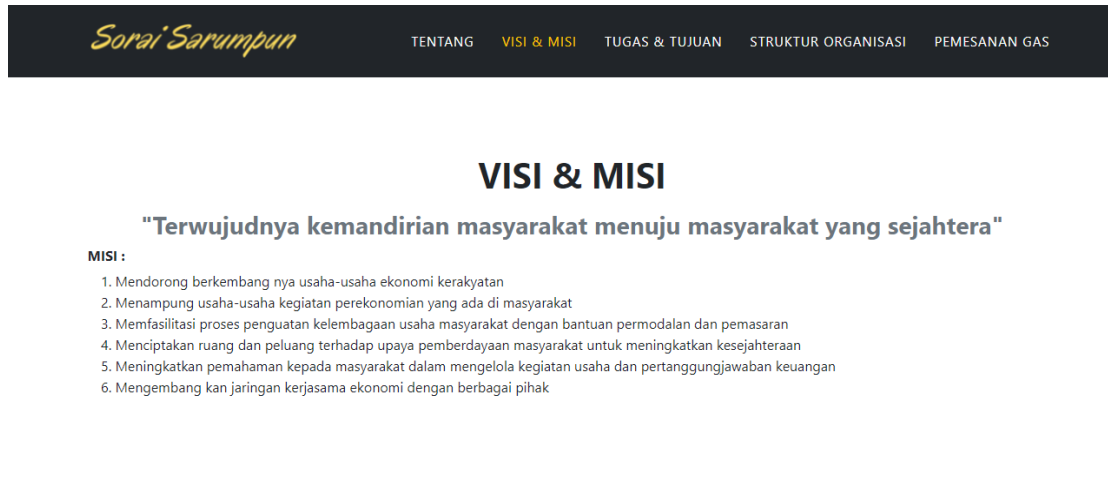 Sorai Sarumpun
TENTANG VISI & MISI TUGAS & TUJUAN STRUKTUR ORGANISASI PEMESANAN GAS
VISI & MISI
"Terwujudnya kemandirian masyarakat menuju masyarakat yang sejahtera"
MISI :
1. Mendorong berkembang nya usaha-usaha ekonomi kerakyatan
2. Menampung usaha-usaha kegiatan perekonomian yang ada di masyarakat
3. Memfasilitasi proses penguatan kelembagaan usaha masyarakat dengan bantuan permodalan dan pemasaran
4. Menciptakan ruang dan peluang terhadap upaya pemberdayaan masyarakat untuk meningkatkan kesejahteraan
5. Meningkatkan pemahaman kepada masyarakat dalam mengelola kegiatan usaha dan pertanggungjawaban keuangan
6. Mengembang kan jaringan kerjasama ekonomi dengan berbagai pihak